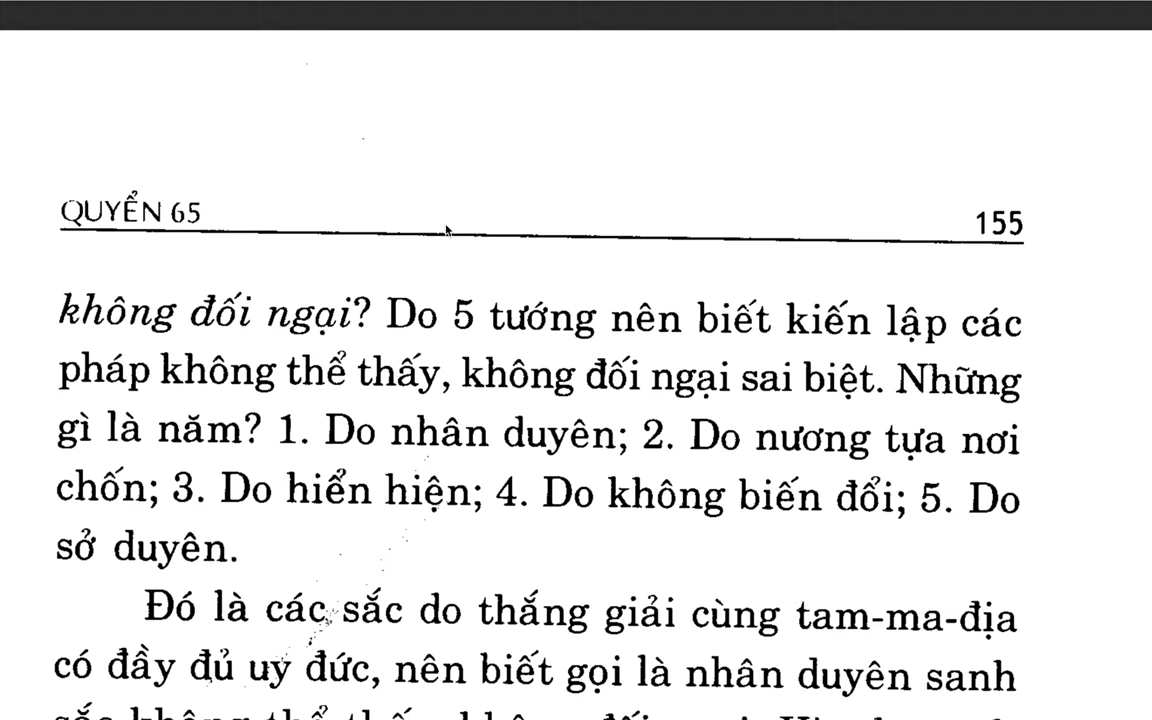 QUYỂN 65
155
không đối ngại? Do 5 tướng nên biết kiến lập các
pháp không thể thấy, không đối ngại sai biệt. Những
gì là năm? 1. Do nhân duyên; 2. Do nương tựa nơi
chốn; 3. Do hiển hiện; 4. Do không biến đổi; 5. Do
sở duyên.
Đó là các sắc do thắng giải cùng tam-ma-địa
có đầy đủ uy đức, nên biết gọi là nhân duyên sanh